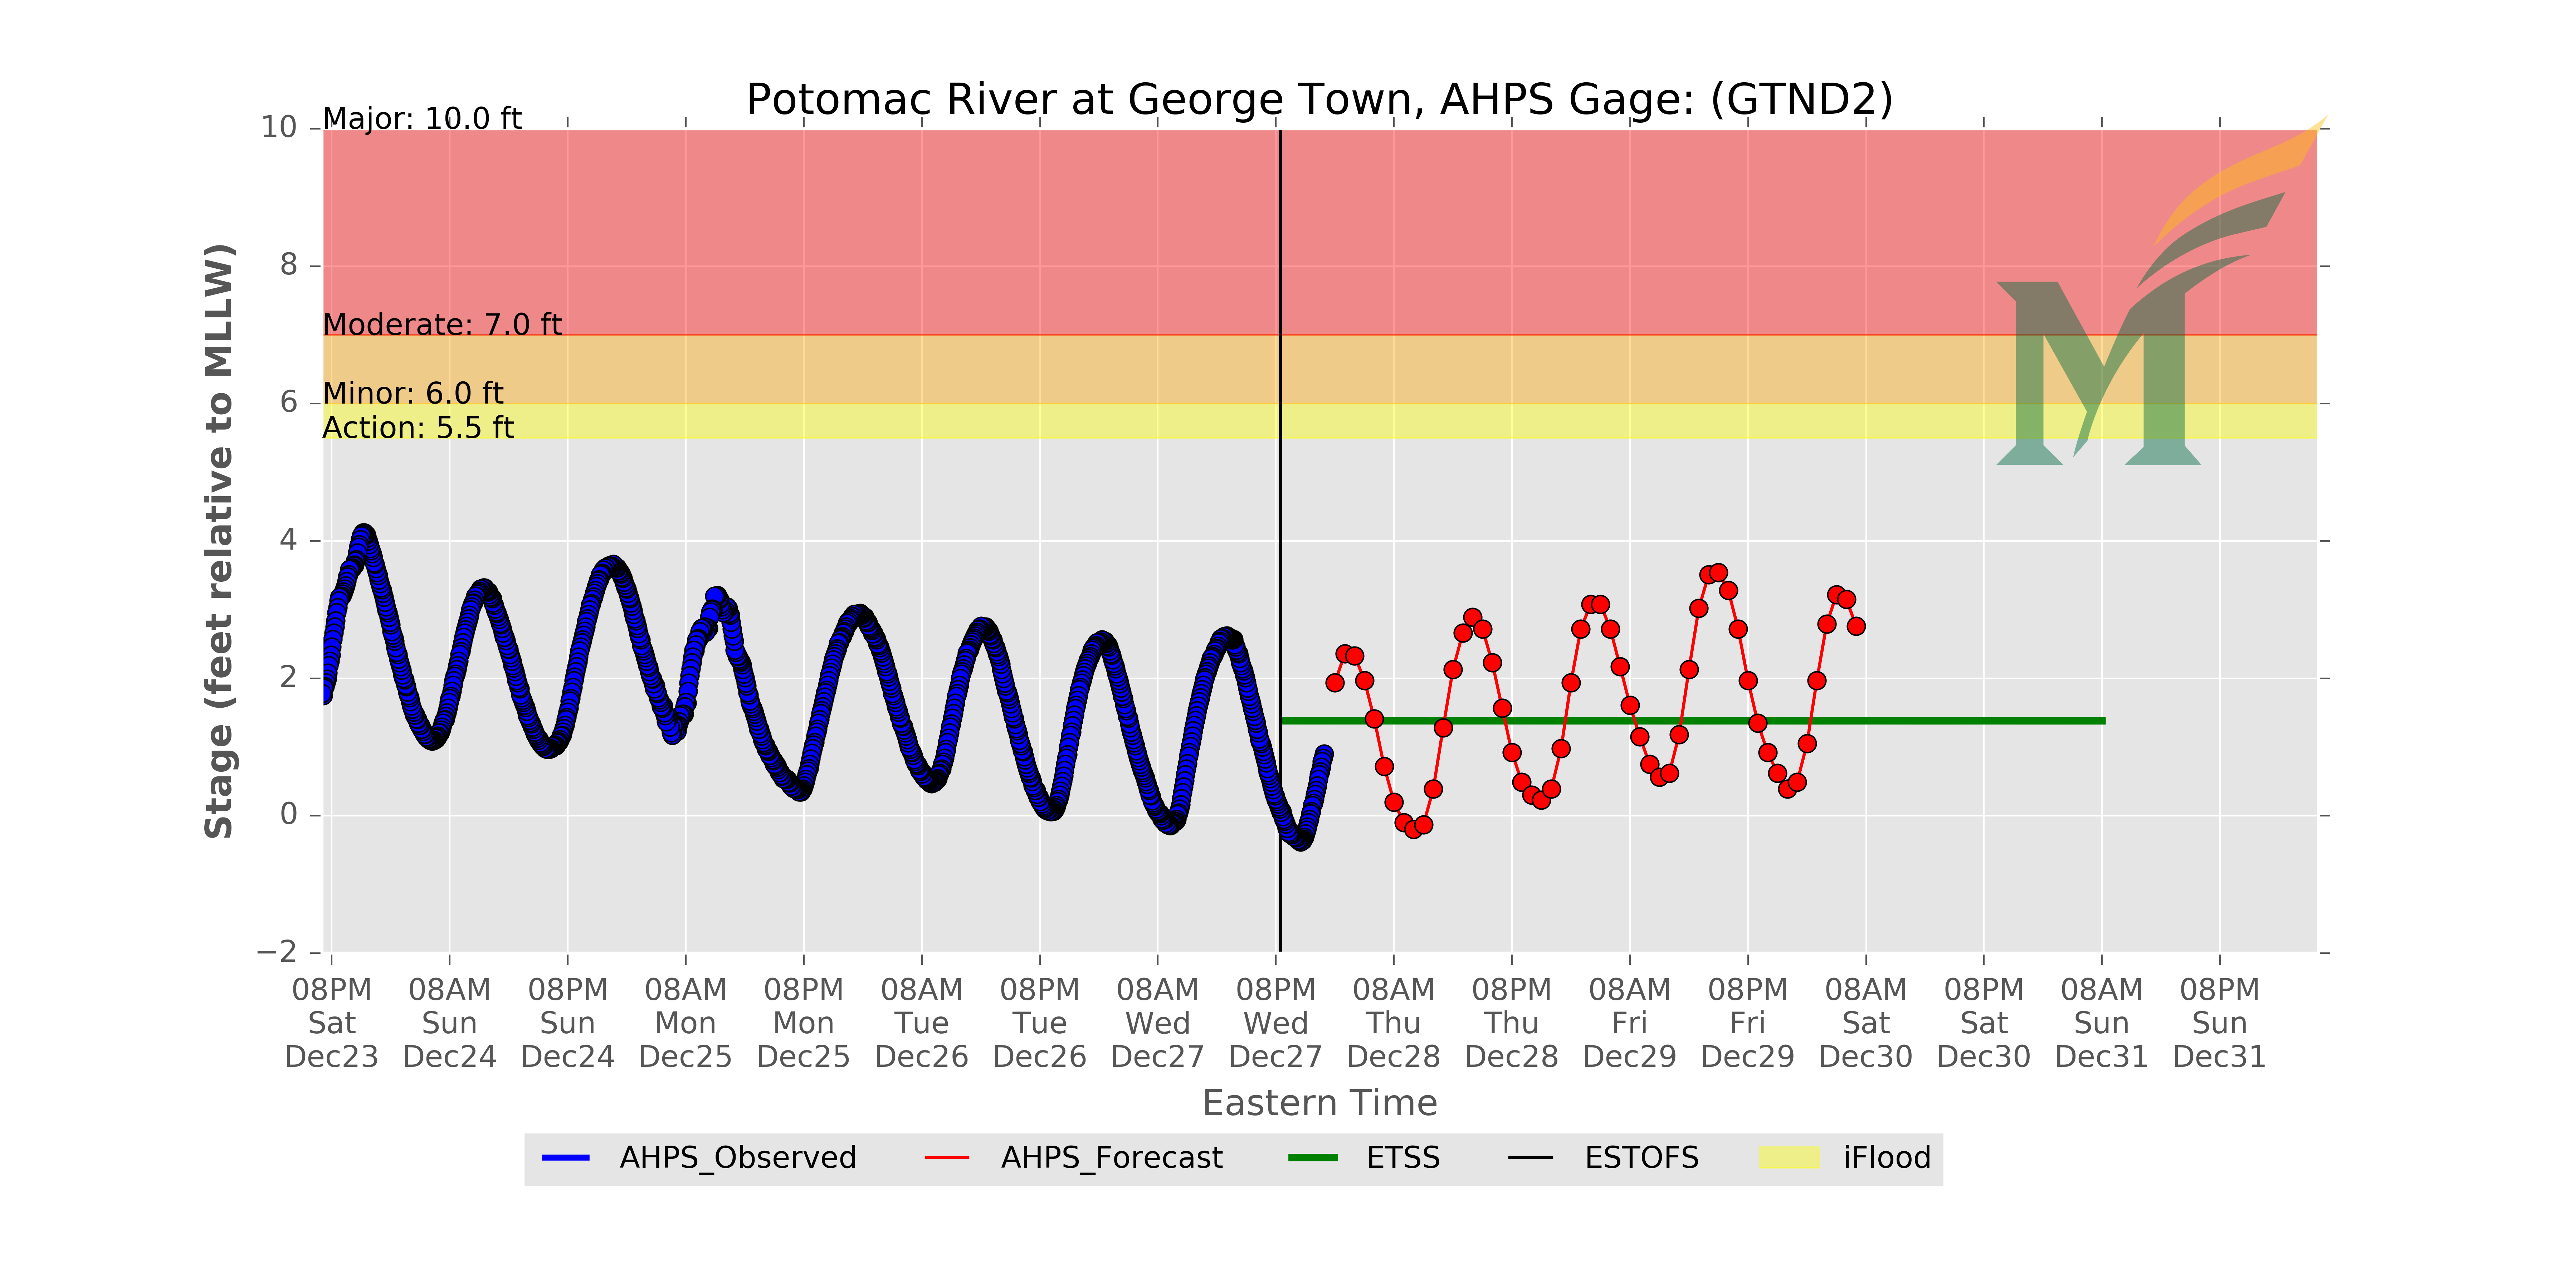 Potomac River at George Town, AHPS Gage: (GTND2)
Major: 10.0 ft
Moderate: 7.0 ft
Minor: 6.0 ft
Action: 5.5 ft
10
8
6
4
2
0
−2
Stage (feet relative to MLLW)
08PM 08AM 08PM 08AM 08PM 08AM 08PM 08AM 08PM 08AM 08PM 08AM 08PM 08AM 08PM 08AM 08PM
Sat Sun Sun Mon Mon Tue Tue Wed Wed Thu Thu Fri Fri Sat Sat Sun Sun
Dec23 Dec24 Dec24 Dec25 Dec25 Dec26 Dec26 Dec27 Dec27 Dec28 Dec28 Dec29 Dec29 Dec30 Dec30 Dec31 Dec31
Eastern Time
AHPS_Observed AHPS_Forecast ETSS ESTOFS iFlood